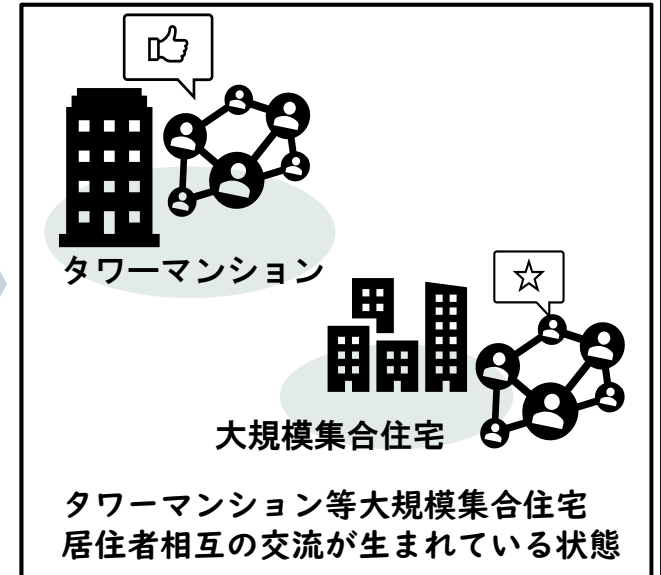 タワーマンション
大規模集合住宅
タワーマンション等大規模集合住宅
居住者相互の交流が生まれている状態